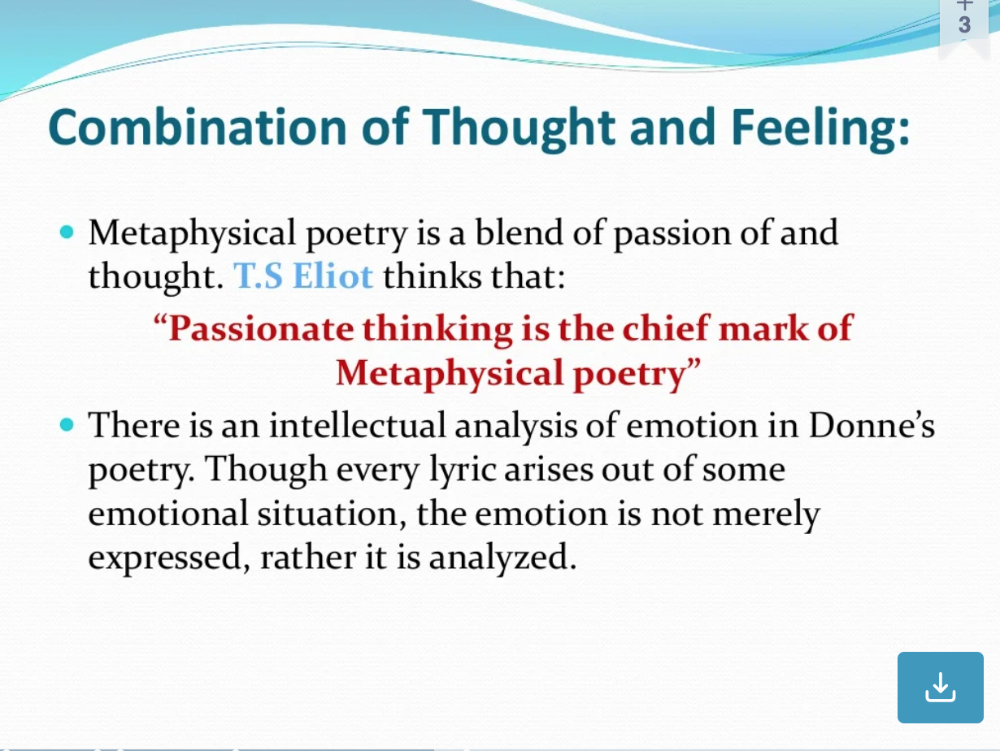 +
3
Combination of Thought and Feeling:
• Metaphysical poetry is a blend of passion of and
thought. T.S Eliot thinks that:
“Passionate thinking is the chief mark of
Metaphysical poetry”
• There is an intellectual analysis of emotion in Donne’s
poetry. Though every lyric arises out of some
emotional situation, the emotion is not merely
expressed, rather it is analyzed.